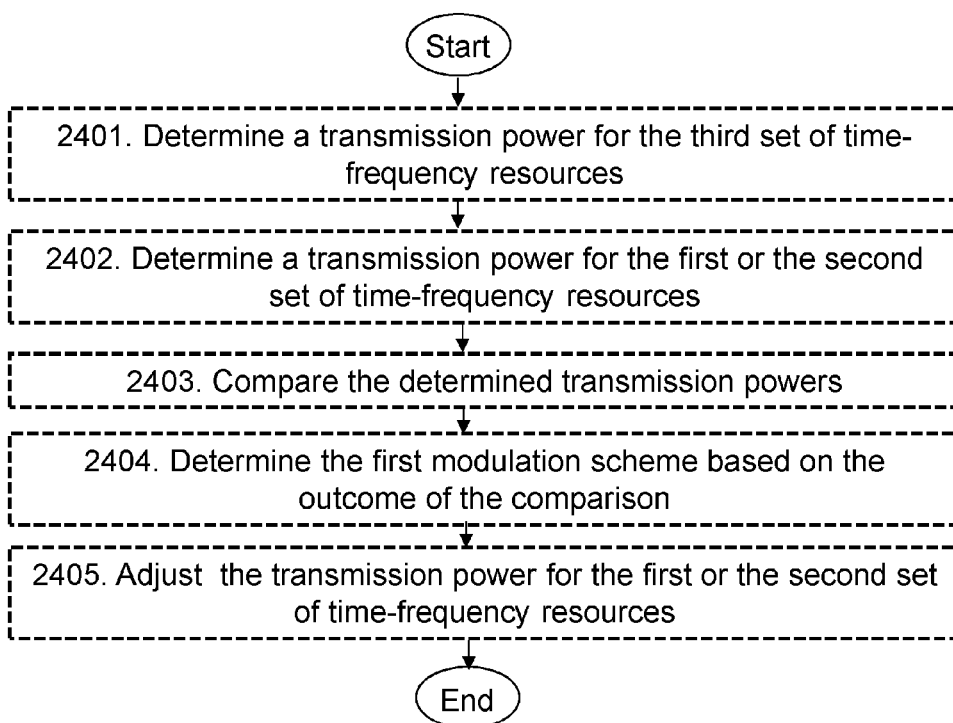 Start
2401. Determine a transmission power for the third set of time-
frequency resources
2402. Determine a transmission power for the first or the second
set of time-frequency resources
2403. Compare the determined transmission powers
2404. Determine the first modulation scheme based on the
outcome of the comparison
2405. Adjust the transmission power for the first or the second set
of time-frequency resources
End